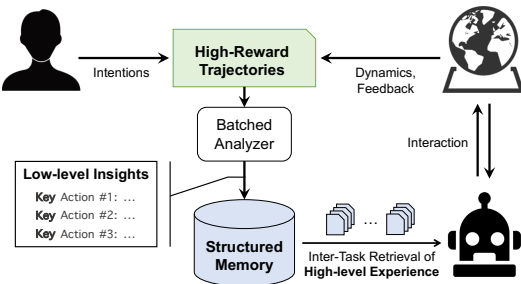 High-Reward
Trajectories
Intentions
Dynamics,
Feedback
Batched
Analyzer
Interaction
Low-level Insights
Key Action #1: ...
Key Action #2: ...
Key Action #3: ...
Structured
Memory
...
Inter-Task Retrieval of
High-level Experience